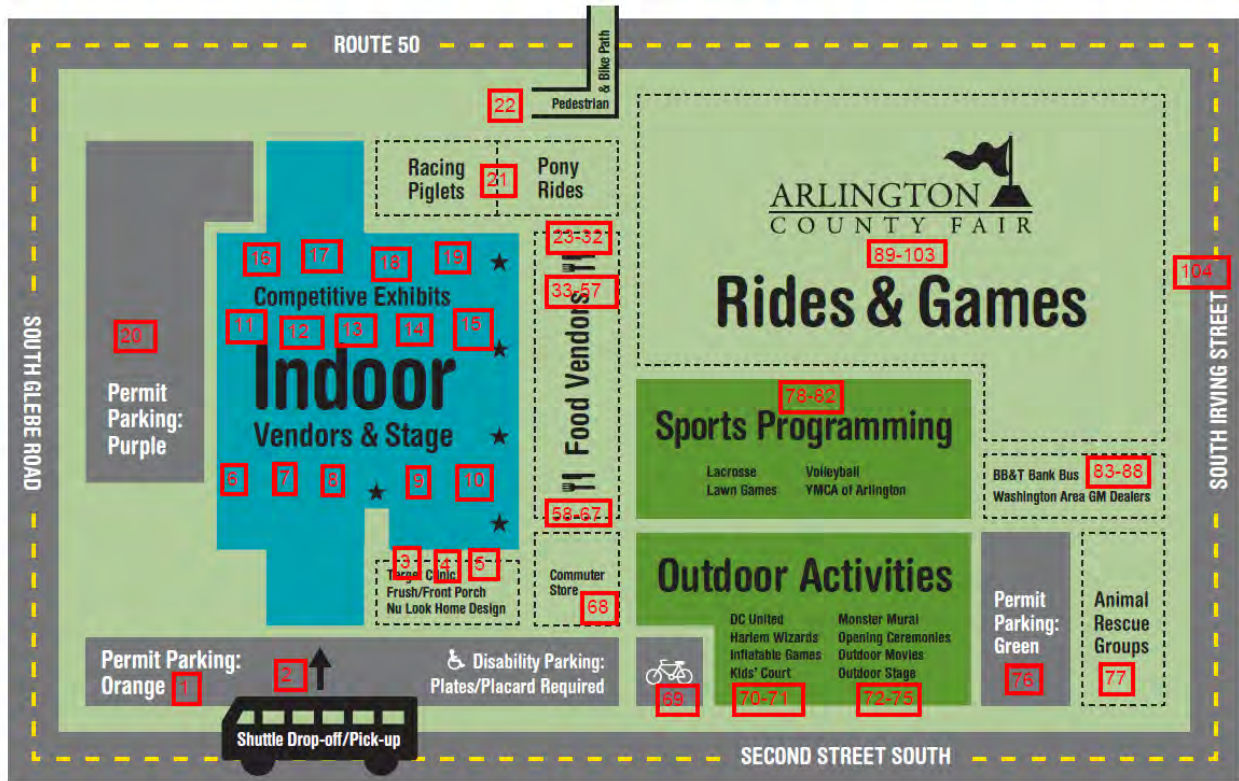 ROUTE 50
& Bike Path
22
Pedestrian
Racing
Piglets
21
Pony
Rides
ARLINGTON
COUNTY FAIR
89-103
Rides & Games
104
SOUTH IRVING STREET
SOUTH GLEBE ROAD
20
Permit
Parking:
Purple
16
17
18
19
Competitive Exhibits
11
12
13
14
15
Indoor
Vendors & Stage
6
7
8
9
10
23-32
33-57
Food Vendors
58-67
78-82
Sports Programming
Lacrosse
Lawn Games
Volleyball
YMCA of Arlington
BB&T Bank Bus
83-88
Washington Area GM Dealers
3
4
5
Target Clinic
Frush/Front Porch
Nu Look Home Design
Commuter
Store
68
Outdoor Activities
DC United
Harlem Wizards
Inflatable Games
Kids' Court
70-71
Monster Mural
Opening Ceremonies
Outdoor Movies
Outdoor Stage
72-75
Permit
Parking:
Green
76
Animal
Rescue
Groups
77
Permit Parking:
Orange
1
2
Disability Parking:
Plates/Placard Required
69
Shuttle Drop-off/Pick-up
SECOND STREET SOUTH